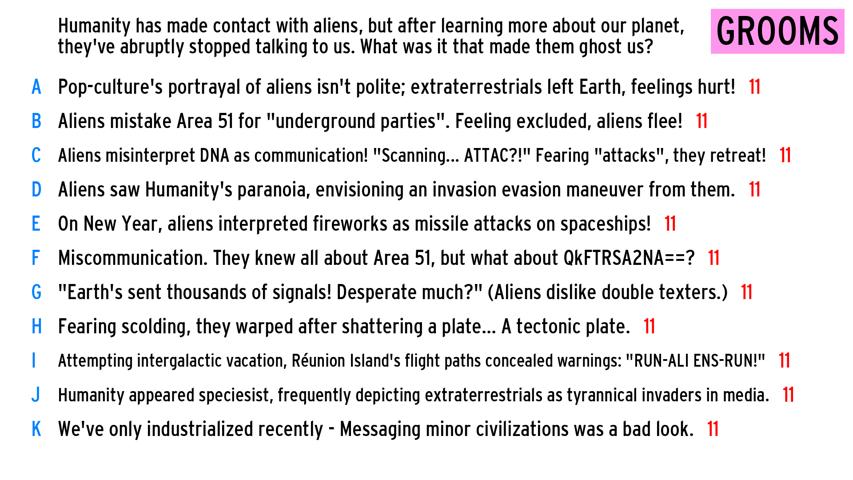 Humanity has made contact with aliens, but after learning more about our planet,
they've abruptly stopped talking to us. What was it that made them ghost us?
GROOMS
A Pop-culture's portrayal of aliens isn't polite; extraterrestrials left Earth, feelings hurt! 11
B Aliens mistake Area 51 for "underground parties". Feeling excluded, aliens flee! 11
C Aliens misinterpret DNA as communication! "Scanning... ATTAC?!" Fearing "attacks", they retreat! 11
D Aliens saw Humanity's paranoia, envisioning an invasion evasion maneuver from them. 11
E On New Year, aliens interpreted fireworks as missile attacks on spaceships! 11
F Miscommunication. They knew all about Area 51, but what about QkFTRSA2NA==? 11
G "Earth's sent thousands of signals! Desperate much?" (Aliens dislike double texters.) 11
H Fearing scolding, they warped after shattering a plate... A tectonic plate. 11
I Attempting intergalactic vacation, Réunion Island's flight paths concealed warnings: "RUN-ALI ENS-RUN!" 11
J Humanity appeared speciesist, frequently depicting extraterrestrials as tyrannical invaders in media. 11
K We've only industrialized recently - Messaging minor civilizations was a bad look. 11